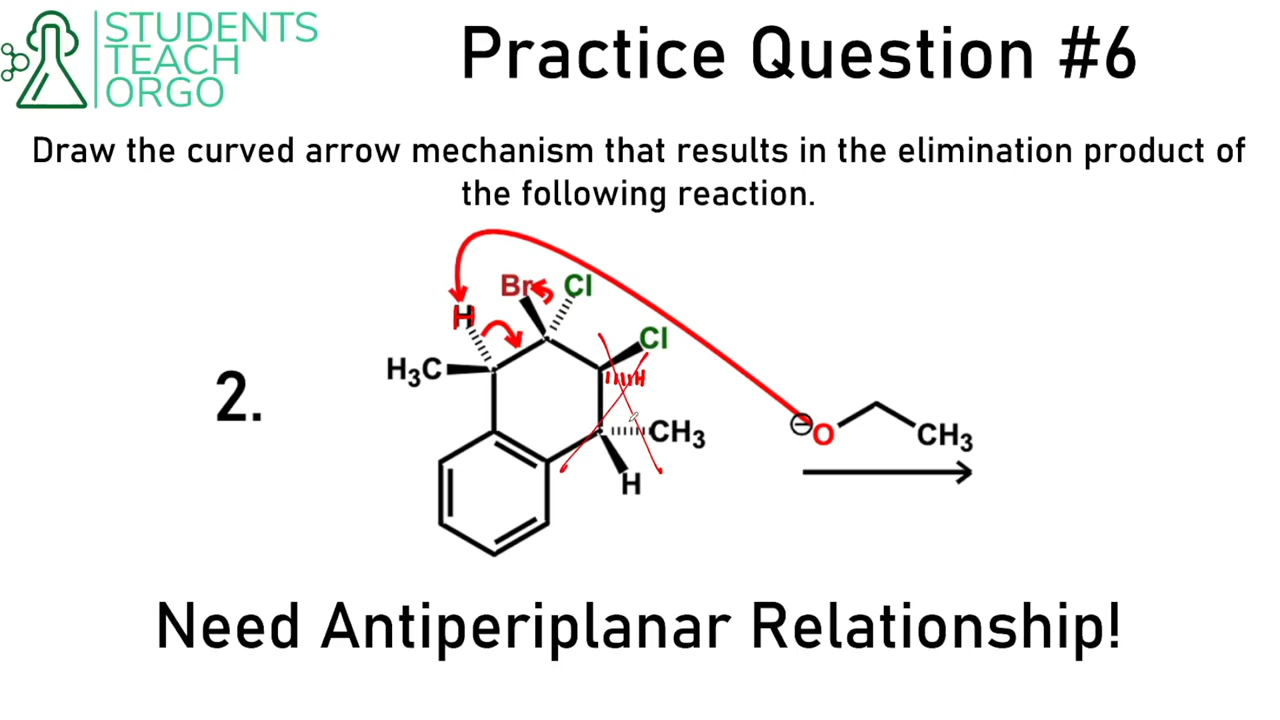 STUDENTS
TEACH
ORGO
Practice Question #6
Draw the curved arrow mechanism that results in the elimination product of
the following reaction.
Br Cl
H
Cl
H₃C
H
2.
CH₃
⊖O
CH₃
H
Need Antiperiplanar Relationship!